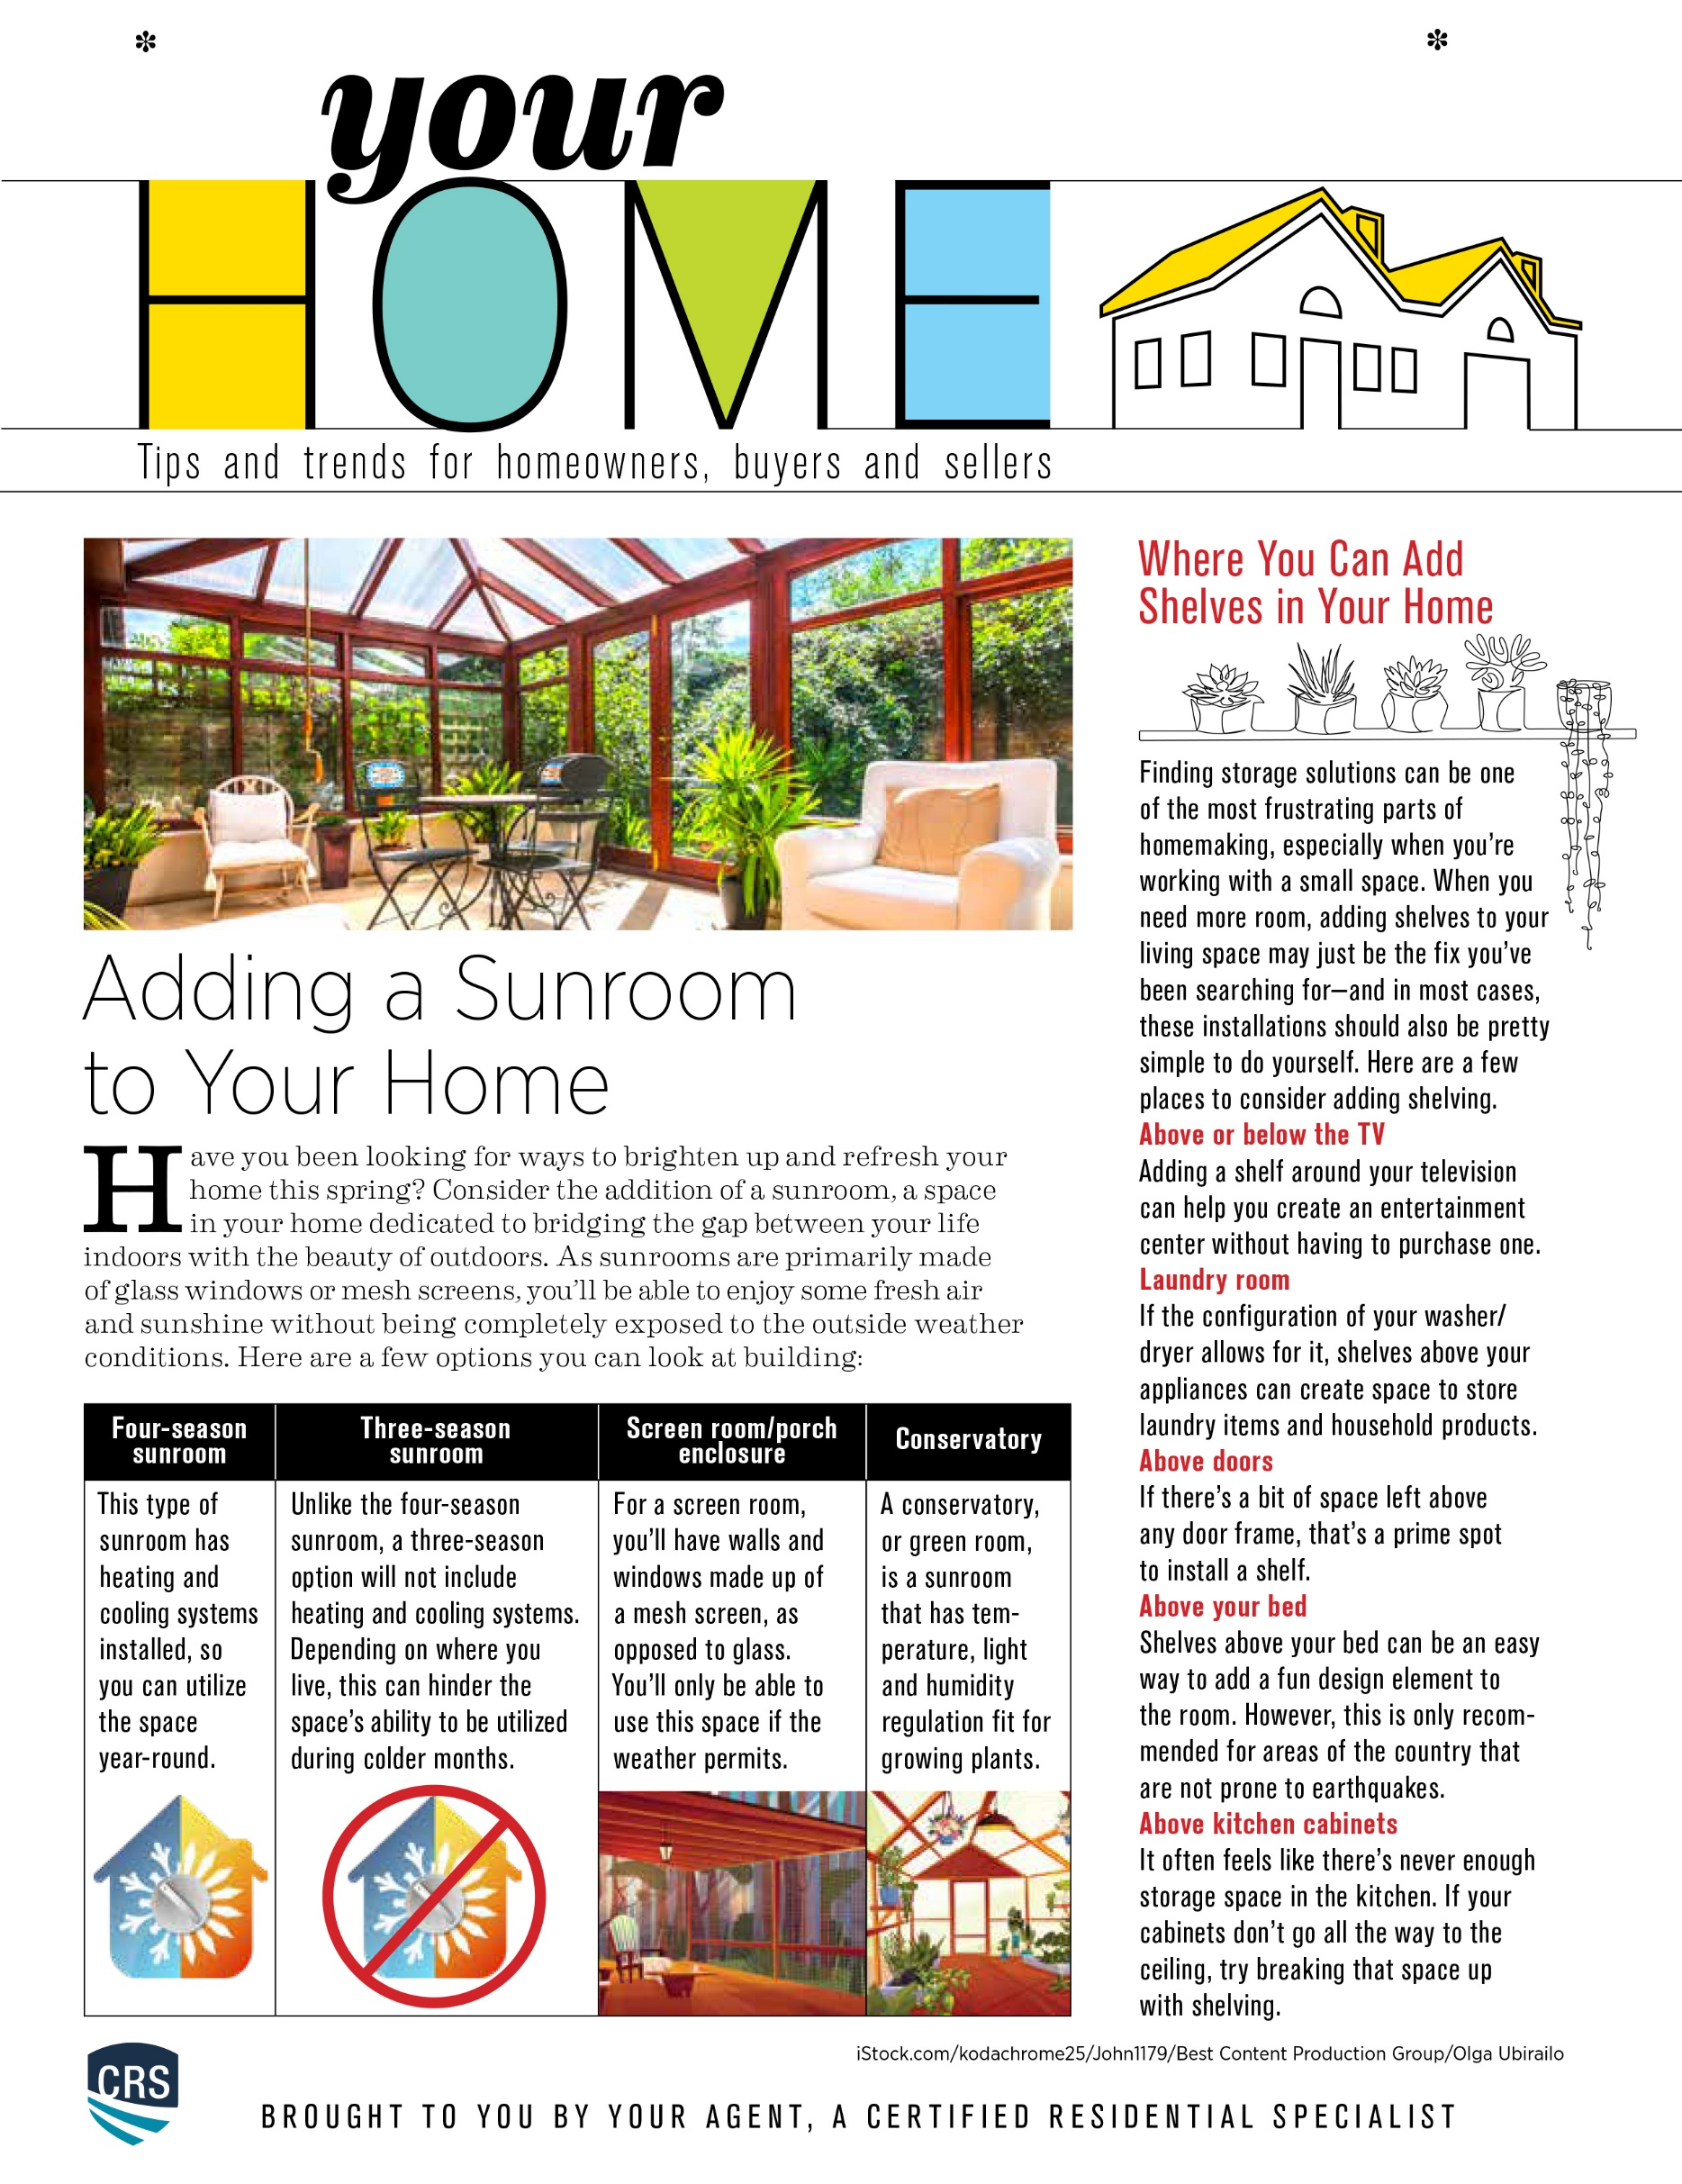 * *
your
HOME
Tips and trends for homeowners, buyers and sellers
Adding a Sunroom
to Your Home
Have you been looking for ways to brighten up and refresh your
home this spring? Consider the addition of a sunroom, a space
in your home dedicated to bridging the gap between your life
indoors with the beauty of outdoors. As sunrooms are primarily made
of glass windows or mesh screens, you’ll be able to enjoy some fresh air
and sunshine without being completely exposed to the outside weather
conditions. Here are a few options you can look at building:
Four-season
sunroom
This type of
sunroom has
heating and
cooling systems
installed, so
you can utilize
the space
year-round.
Three-season
sunroom
Unlike the four-season
sunroom, a three-season
option will not include
heating and cooling systems.
Depending on where you
live, this can hinder the
space’s ability to be utilized
during colder months.
Screen room/porch
enclosure
For a screen room,
you’ll have walls and
windows made up of
a mesh screen, as
opposed to glass.
You’ll only be able to
use this space if the
weather permits.
Conservatory
A conservatory,
or green room,
is a sunroom
that has tem-
perature, light
and humidity
regulation fit for
growing plants.
Where You Can Add
Shelves in Your Home
Finding storage solutions can be one
of the most frustrating parts of
homemaking, especially when you’re
working with a small space. When you
need more room, adding shelves to your
living space may just be the fix you’ve
been searching for—and in most cases,
these installations should also be pretty
simple to do yourself. Here are a few
places to consider adding shelving.
Above or below the TV
Adding a shelf around your television
can help you create an entertainment
center without having to purchase one.
Laundry room
If the configuration of your washer/
dryer allows for it, shelves above your
appliances can create space to store
laundry items and household products.
Above doors
If there’s a bit of space left above
any door frame, that’s a prime spot
to install a shelf.
Above your bed
Shelves above your bed can be an easy
way to add a fun design element to
the room. However, this is only recom-
mended for areas of the country that
are not prone to earthquakes.
Above kitchen cabinets
It often feels like there’s never enough
storage space in the kitchen. If your
cabinets don’t go all the way to the
ceiling, try breaking that space up
with shelving.
iStock.com/kodachrome25/John1179/Best Content Production Group/Olga Ubirailo
CRS
BROUGHT TO YOU BY YOUR AGENT, A CERTIFIED RESIDENTIAL SPECIALIST